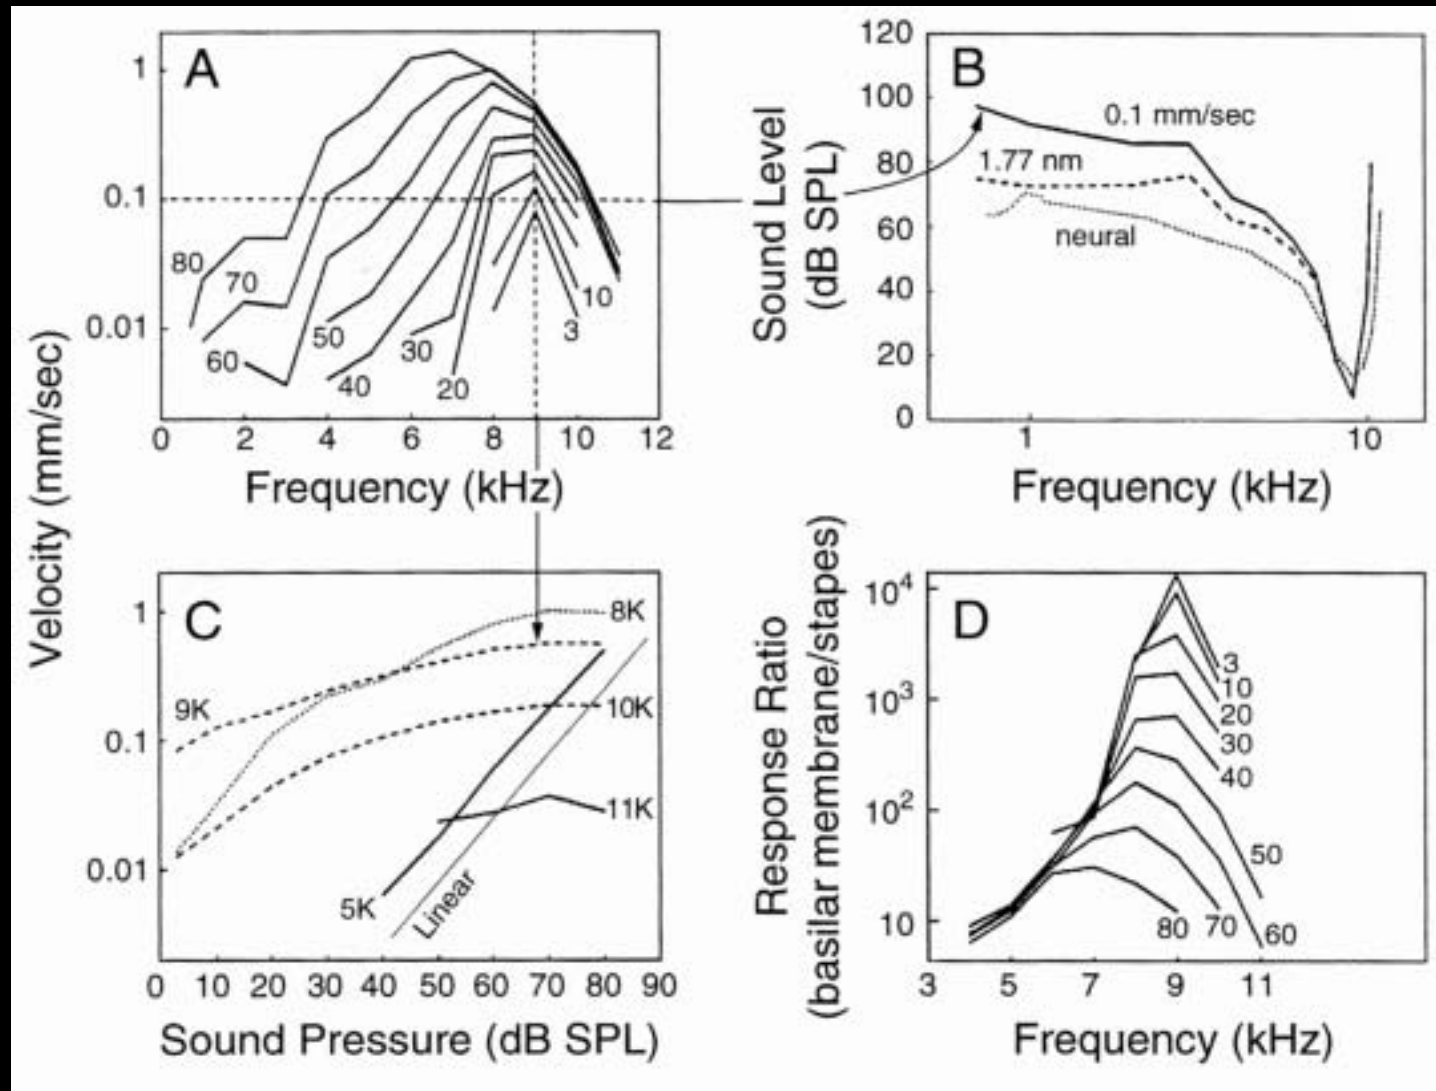 A
1
0.1
0.01
80
70
60
50
40
30
20
10
3
0 2 4 6 8 10 12
Frequency (kHz)
Velocity (mm/sec)
B
120
100
80
60
40
20
0
0.1 mm/sec
1.77 nm
neural
1 10
Frequency (kHz)
Sound Level
(dB SPL)
C
1
0.1
0.01
8K
9K
10K
11K
5K
Linear
0 10 20 30 40 50 60 70 80 90
Sound Pressure (dB SPL)
D
10⁴
10³
10²
10
3
10
20
30
40
50
60
70
80
3 5 7 9 11
Frequency (kHz)
Response Ratio
(basilar membrane/stapes)